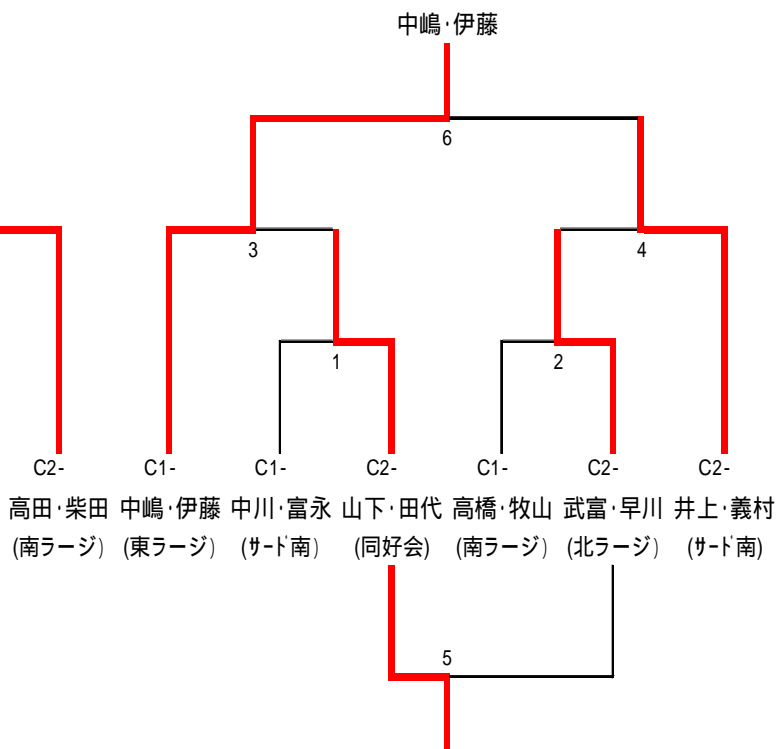 中嶋･伊藤
6
3
4
1
2
C2- C1- C1- C2- C1- C2- C2-
高田･柴田 中嶋･伊藤 中川･富永 山下･田代 高橋･牧山 武富･早川 井上･義村
(南ラージ) (東ラージ) (ｻｰﾄﾞ南) (同好会) (南ラージ) (北ラージ) (ｻｰﾄﾞ南)
5